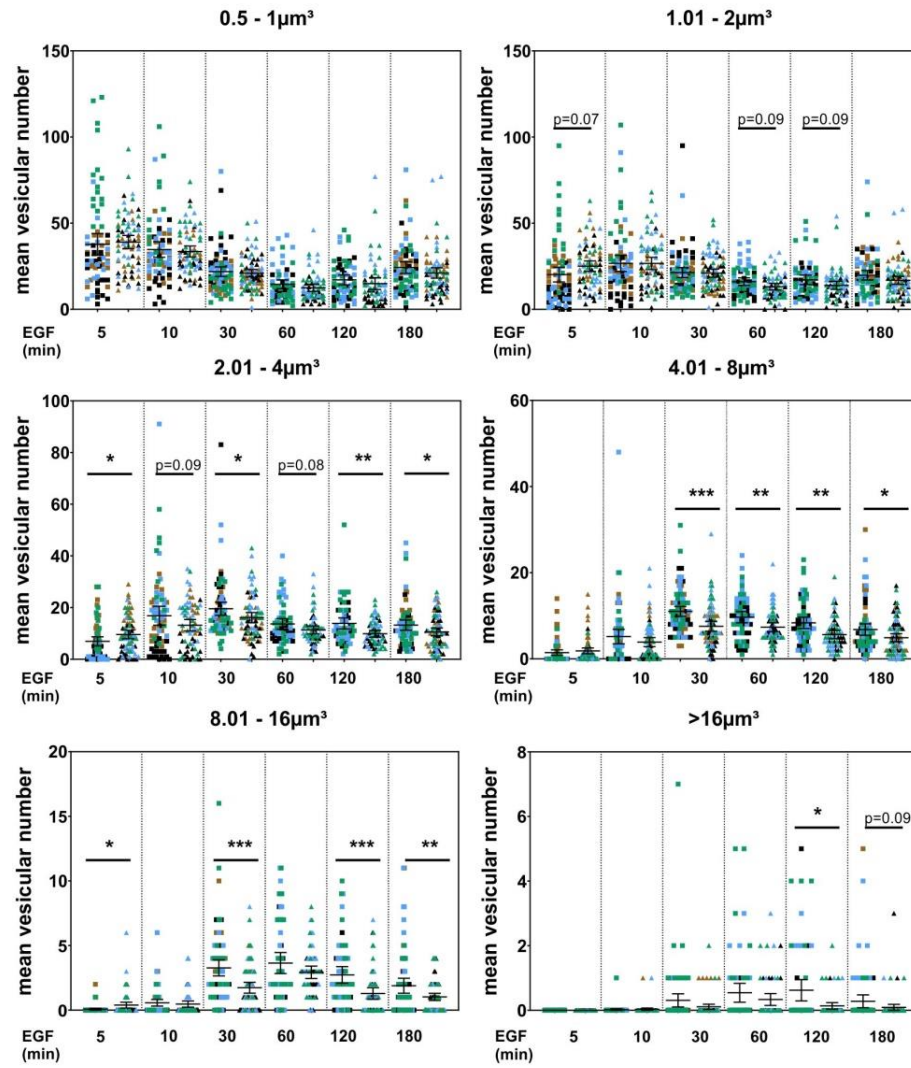 0.5 - 1µm³
mean vesicular number
150
100
50
0
EGF (min) 5 10 30 60 120 180
1.01 - 2µm³
mean vesicular number
150
100
50
0
p=0.07 p=0.09 p=0.09
EGF (min) 5 10 30 60 120 180
2.01 - 4µm³
mean vesicular number
100
80
60
40
20
0
* p=0.09 * p=0.08 ** *
EGF (min) 5 10 30 60 120 180
4.01 - 8µm³
mean vesicular number
60
40
20
0
*** ** ** *
EGF (min) 5 10 30 60 120 180
8.01 - 16µm³
mean vesicular number
20
15
10
5
0
* *** *** **
EGF (min) 5 10 30 60 120 180
>16µm³
mean vesicular number
8
6
4
2
0
* p=0.09
EGF (min) 5 10 30 60 120 180